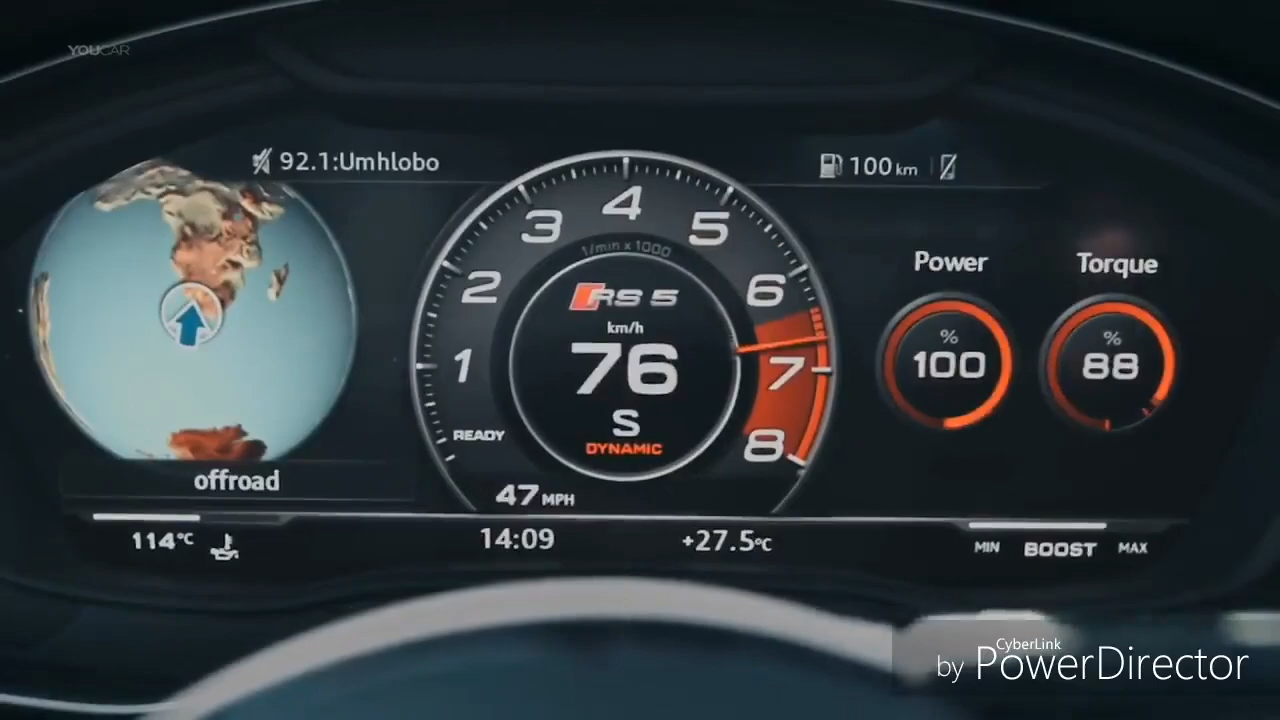 YOUCAR
92.1:Umhlobo
100 km
1
2
3
4
5
6
7
8
1/min x 1000
RS 5
km/h
76
S
DYNAMIC
READY
47 MPH
Power
%
100
Torque
%
88
offroad
114°C
14:09
+27.5°C
MIN BOOST MAX
CyberLink
by PowerDirector